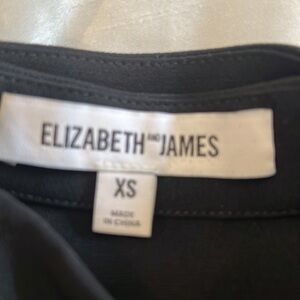 ELIZABETH AND JAMES
XS
MADE
IN CHINA